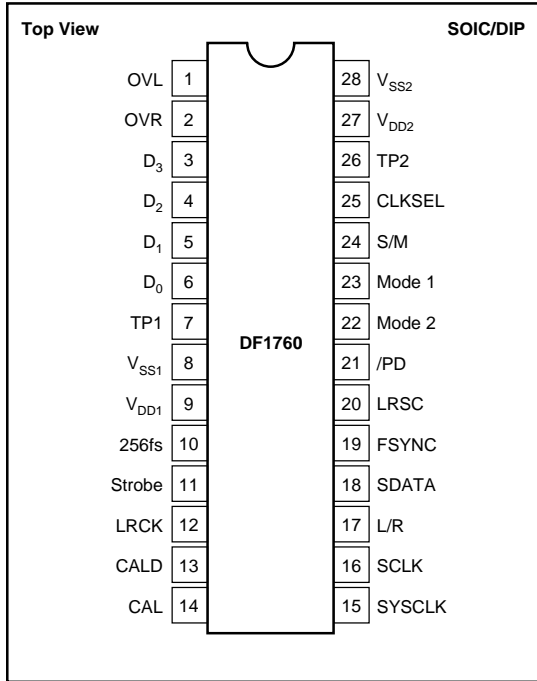 Top View SOIC/DIP
OVL 1 28 VSS2
OVR 2 27 VDD2
D3 3 26 TP2
D2 4 25 CLKSEL
D1 5 24 S/M
D0 6 23 Mode 1
TP1 7 22 Mode 2
DF1760
VSS1 8 21 /PD
VDD1 9 20 LRSC
256fs 10 19 FSYNC
Strobe 11 18 SDATA
LRCK 12 17 L/R
CALD 13 16 SCLK
CAL 14 15 SYSCLK